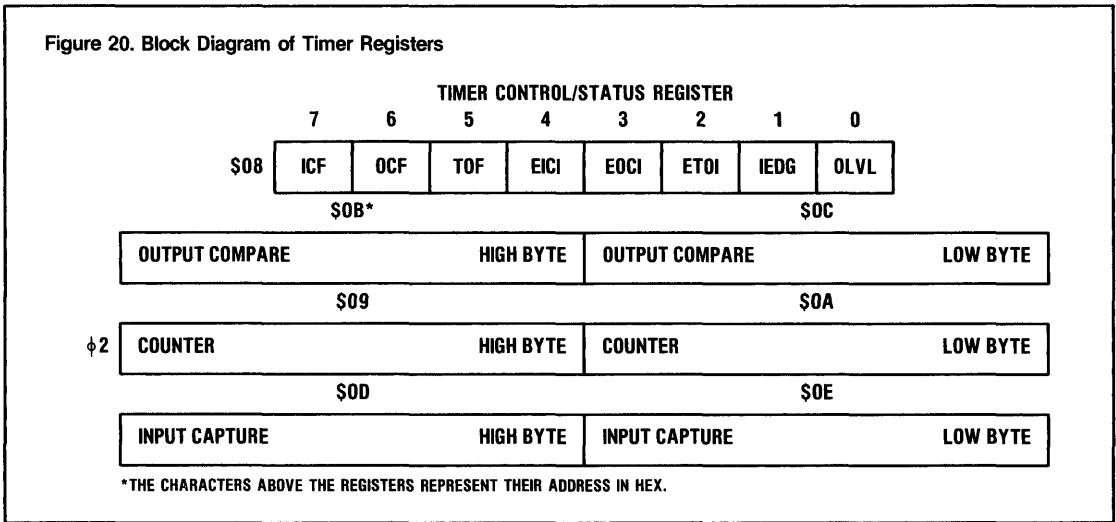 Figure 20. Block Diagram of Timer Registers
TIMER CONTROL/STATUS REGISTER
7 6 5 4 3 2 1 0
$08 ICF OCF TOF EICI EOCI ETOI IEDG OLVL
$0B* $0C
OUTPUT COMPARE HIGH BYTE OUTPUT COMPARE LOW BYTE
$09 $0A
ϕ2 COUNTER HIGH BYTE COUNTER LOW BYTE
$0D $0E
INPUT CAPTURE HIGH BYTE INPUT CAPTURE LOW BYTE
*THE CHARACTERS ABOVE THE REGISTERS REPRESENT THEIR ADDRESS IN HEX.